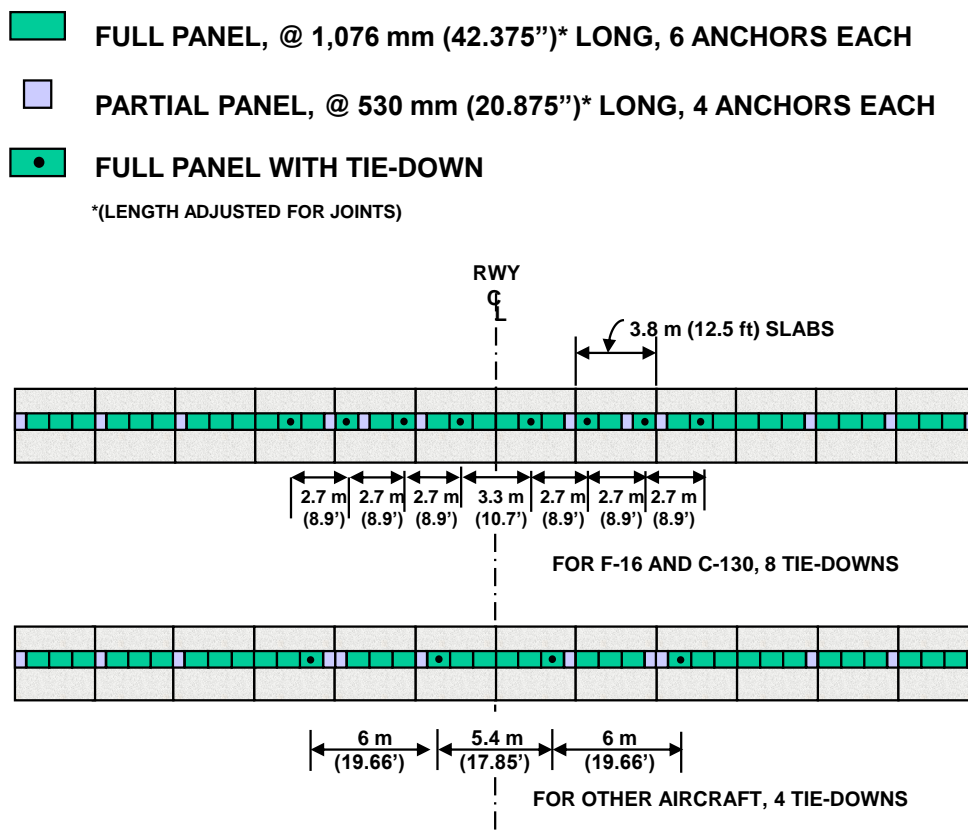 FULL PANEL, @ 1,076 mm (42.375”)* LONG, 6 ANCHORS EACH
PARTIAL PANEL, @ 530 mm (20.875”)* LONG, 4 ANCHORS EACH
FULL PANEL WITH TIE-DOWN
*(LENGTH ADJUSTED FOR JOINTS)
RWY
CL
3.8 m (12.5 ft) SLABS
2.7 m 2.7 m 2.7 m 3.3 m 2.7 m 2.7 m 2.7 m
(8.9’) (8.9’) (8.9’) (10.7’) (8.9’) (8.9’) (8.9’)
FOR F-16 AND C-130, 8 TIE-DOWNS
6 m 5.4 m 6 m
(19.66’) (17.85’) (19.66’)
FOR OTHER AIRCRAFT, 4 TIE-DOWNS